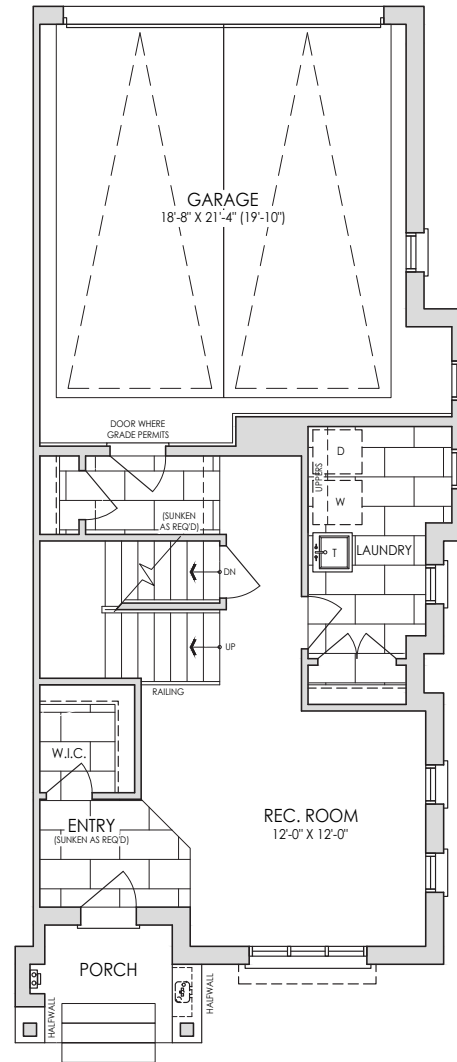 GARAGE
18'-8" X 21'-4" (19'-10")
DOOR WHERE
GRADE PERMITS
D
UPPERS
W
(SUNKEN
AS REQ'D)
T
LAUNDRY
DN
UP
RAILING
W.I.C.
ENTRY
(SUNKEN AS REQ'D)
REC. ROOM
12'-0" X 12'-0"
PORCH
HALFWALL
HALFWALL